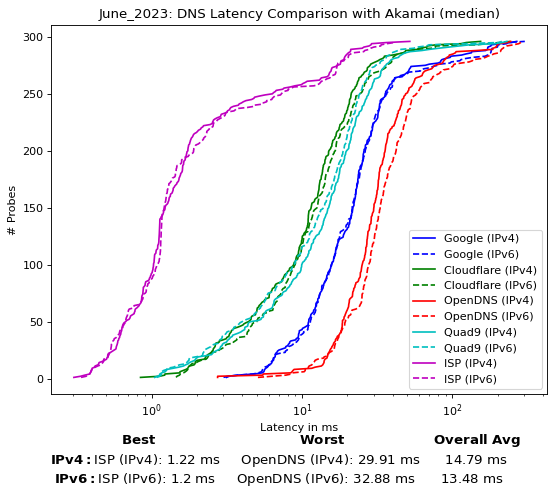 June_2023: DNS Latency Comparison with Akamai (median)
300
250
200
150
100
50
0
# Probes
Google (IPv4)
Google (IPv6)
Cloudflare (IPv4)
Cloudflare (IPv6)
OpenDNS (IPv4)
OpenDNS (IPv6)
Quad9 (IPv4)
Quad9 (IPv6)
ISP (IPv4)
ISP (IPv6)
10⁰ 10¹ 10²
Latency in ms
Best Worst Overall Avg
IPv4: ISP (IPv4): 1.22 ms OpenDNS (IPv4): 29.91 ms 14.79 ms
IPv6: ISP (IPv6): 1.2 ms OpenDNS (IPv6): 32.88 ms 13.48 ms